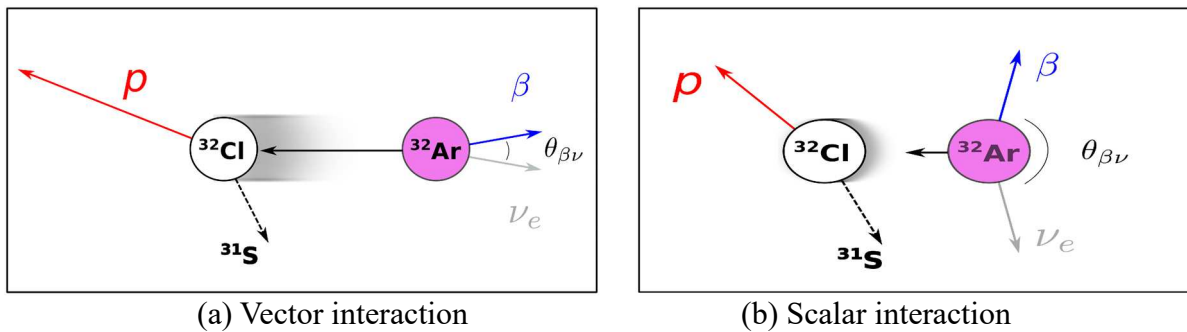 p
³²Cl
³²Ar
β
θβν
νe
³¹S
(a) Vector interaction
p
³²Cl
³²Ar
β
θβν
νe
³¹S
(b) Scalar interaction